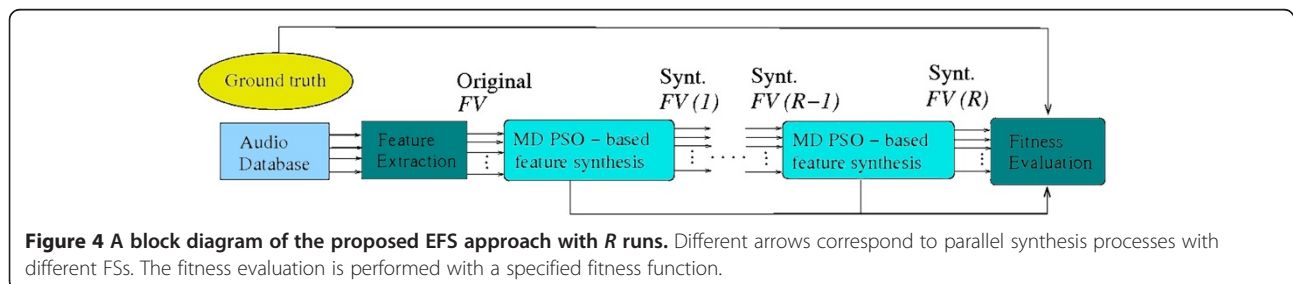 Ground truth
Original
FV
Synt.
FV(1)
Synt.
FV(R−1)
Synt.
FV(R)
Audio
Database
Feature
Extraction
MD PSO – based
feature synthesis
MD PSO – based
feature synthesis
Fitness
Evaluation
Figure 4 A block diagram of the proposed EFS approach with R runs. Different arrows correspond to parallel synthesis processes with
different FSs. The fitness evaluation is performed with a specified fitness function.